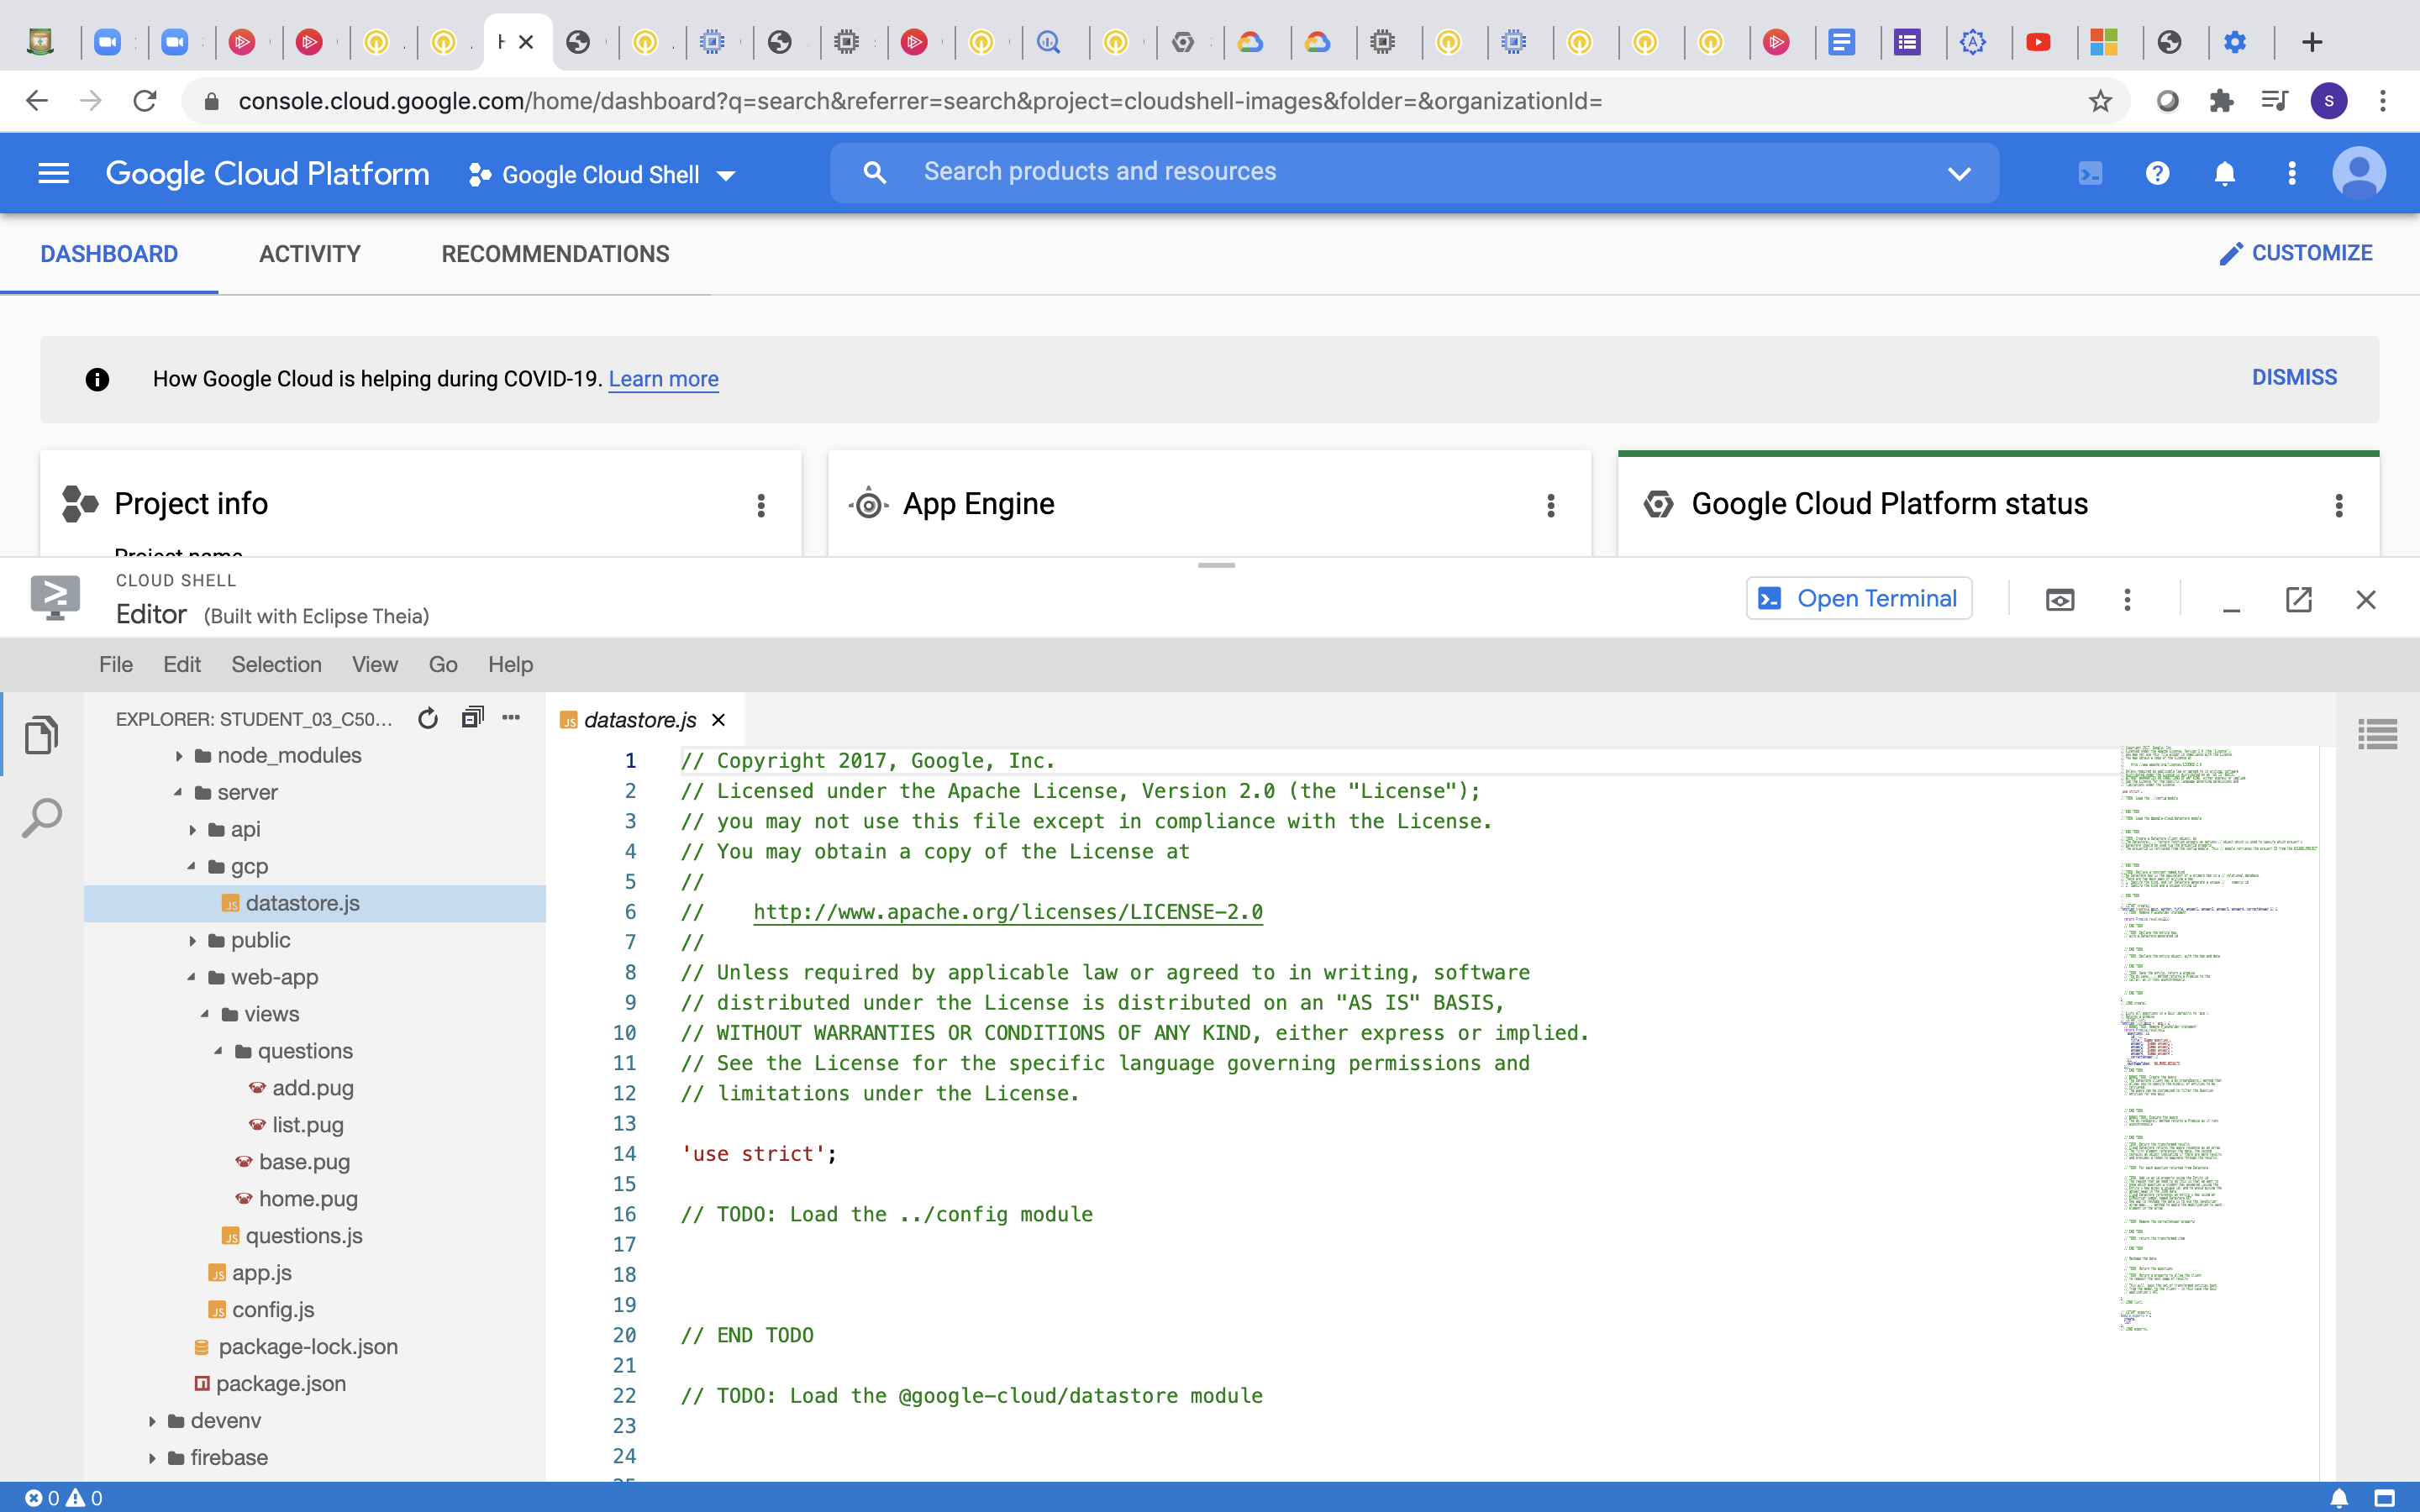 console.cloud.google.com/home/dashboard?q=search&referrer=search&project=cloudshell-images&folder=&organizationId=
S
Google Cloud Platform
Google Cloud Shell
Search products and resources
DASHBOARD
ACTIVITY
RECOMMENDATIONS
CUSTOMIZE
How Google Cloud is helping during COVID-19. Learn more
DISMISS
Project info
App Engine
Google Cloud Platform status
Project name
CLOUD SHELL
Editor (Built with Eclipse Theia)
Open Terminal
File Edit Selection View Go Help
EXPLORER: STUDENT_03_C50...
node_modules
server
api
gcp
JS datastore.js
public
web-app
views
questions
add.pug
list.pug
base.pug
home.pug
JS questions.js
JS app.js
JS config.js
package-lock.json
package.json
devenv
firebase
JS datastore.js
1 // Copyright 2017, Google, Inc.
2 // Licensed under the Apache License, Version 2.0 (the "License");
3 // you may not use this file except in compliance with the License.
4 // You may obtain a copy of the License at
5 //
6 // http://www.apache.org/licenses/LICENSE-2.0
7 //
8 // Unless required by applicable law or agreed to in writing, software
9 // distributed under the License is distributed on an "AS IS" BASIS,
10 // WITHOUT WARRANTIES OR CONDITIONS OF ANY KIND, either express or implied.
11 // See the License for the specific language governing permissions and
12 // limitations under the License.
13
14 'use strict';
15
16 // TODO: Load the ../config module
17
18
19
20 // END TODO
21
22 // TODO: Load the @google-cloud/datastore module
23
24
0 0